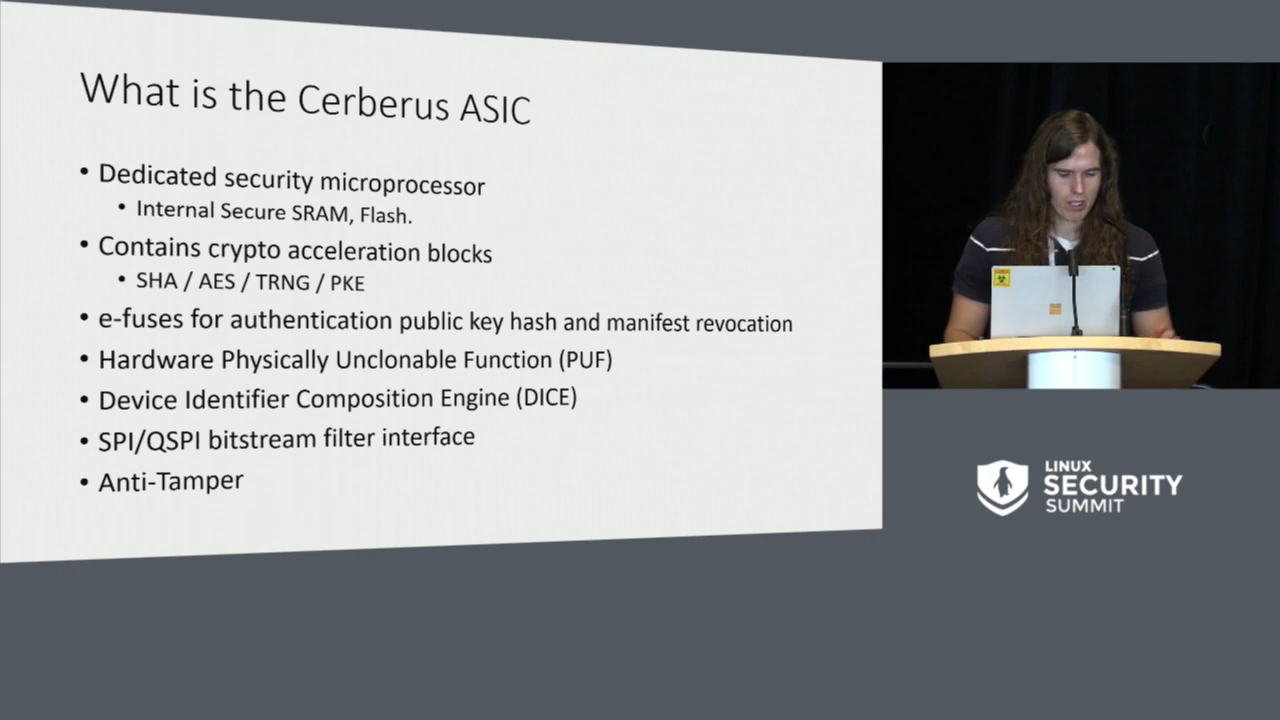 What is the Cerberus ASIC
• Dedicated security microprocessor
• Internal Secure SRAM, Flash.
• Contains crypto acceleration blocks
• SHA / AES / TRNG / PKE
• e-fuses for authentication public key hash and manifest revocation
• Hardware Physically Unclonable Function (PUF)
• Device Identifier Composition Engine (DICE)
• SPI/QSPI bitstream filter interface
• Anti-Tamper
LINUX
SECURITY
SUMMIT